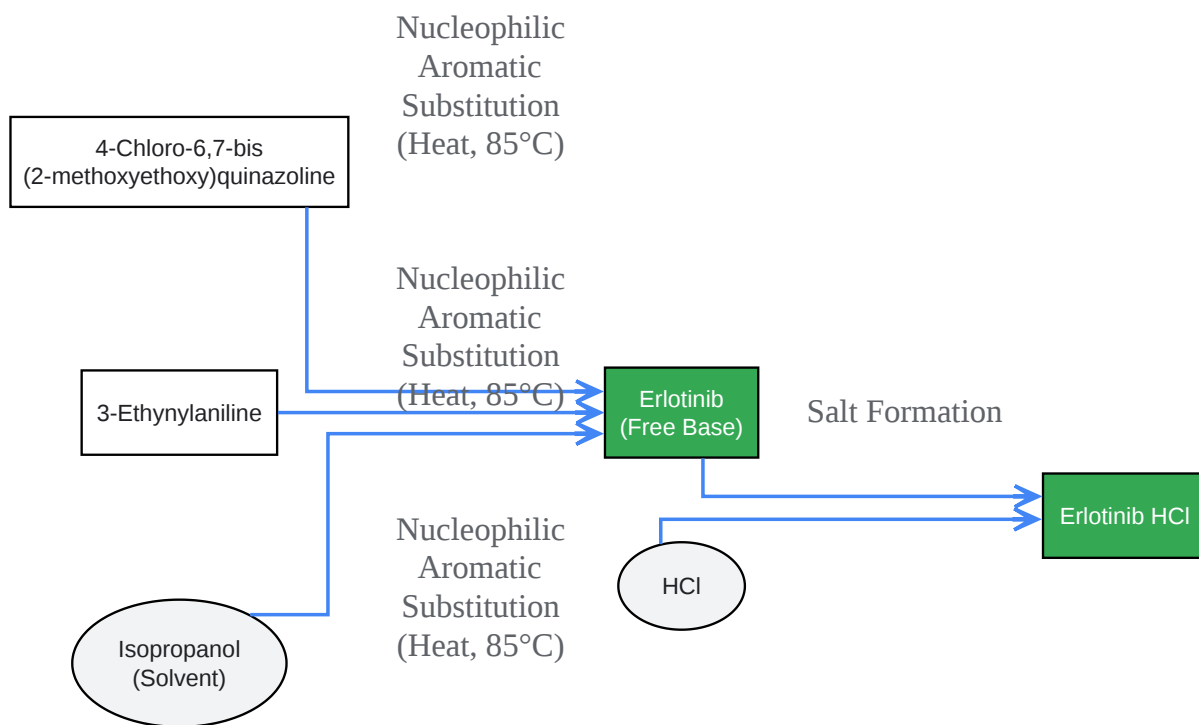 Nucleophilic
Aromatic
Substitution
(Heat, 85°C)
4-Chloro-6,7-bis
(2-methoxyethoxy)quinazoline
Nucleophilic
Aromatic
Substitution
(Heat, 85°C)
3-Ethynylaniline
Erlotinib
(Free Base)
Salt Formation
Erlotinib HCl
Nucleophilic
Aromatic
Substitution
(Heat, 85°C)
HCl
Isopropanol
(Solvent)